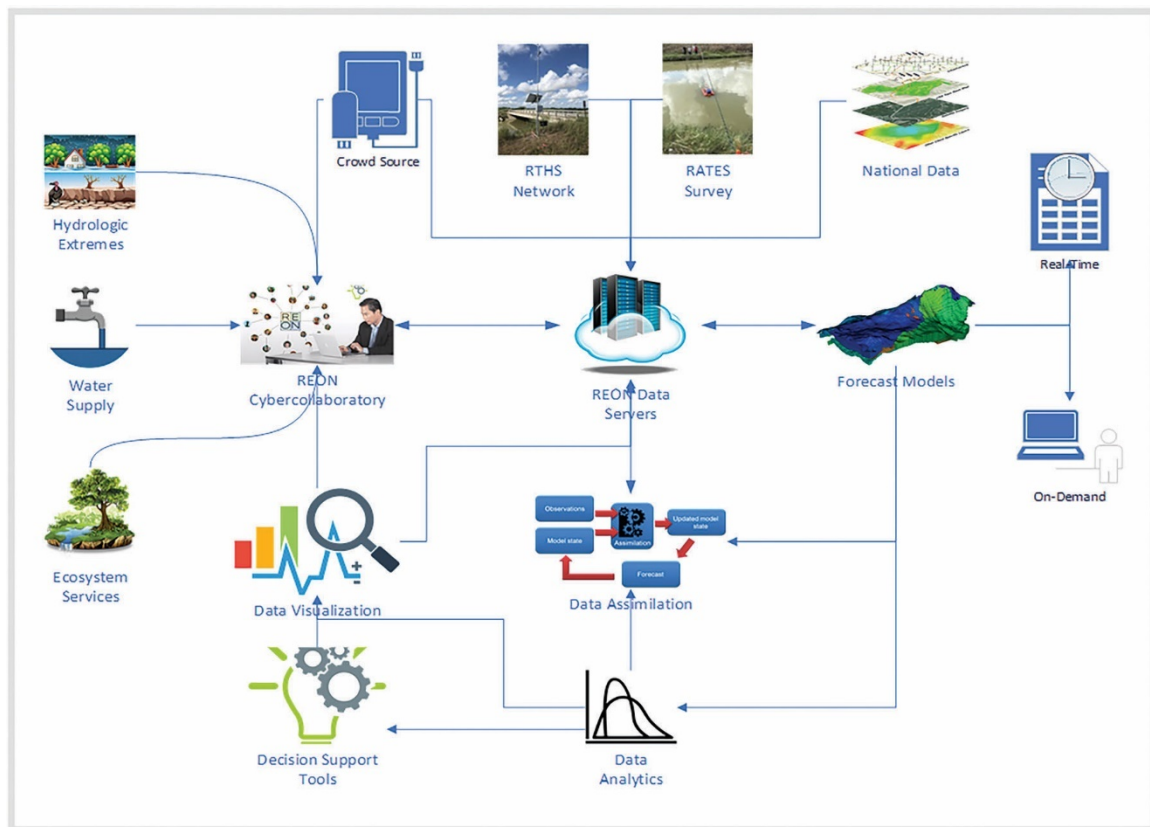 Crowd Source
RTHS
Network
RATES
Survey
National Data
Hydrologic
Extremes
Real-Time
Water
Supply
RE
ON
REON
Cybercollaboratory
REON Data
Servers
Forecast Models
On-Demand
Ecosystem
Services
Data Visualization
Observations
Model state
Assimilation
Updated model
state
Forecast
Data Assimilation
Decision Support
Tools
Data
Analytics